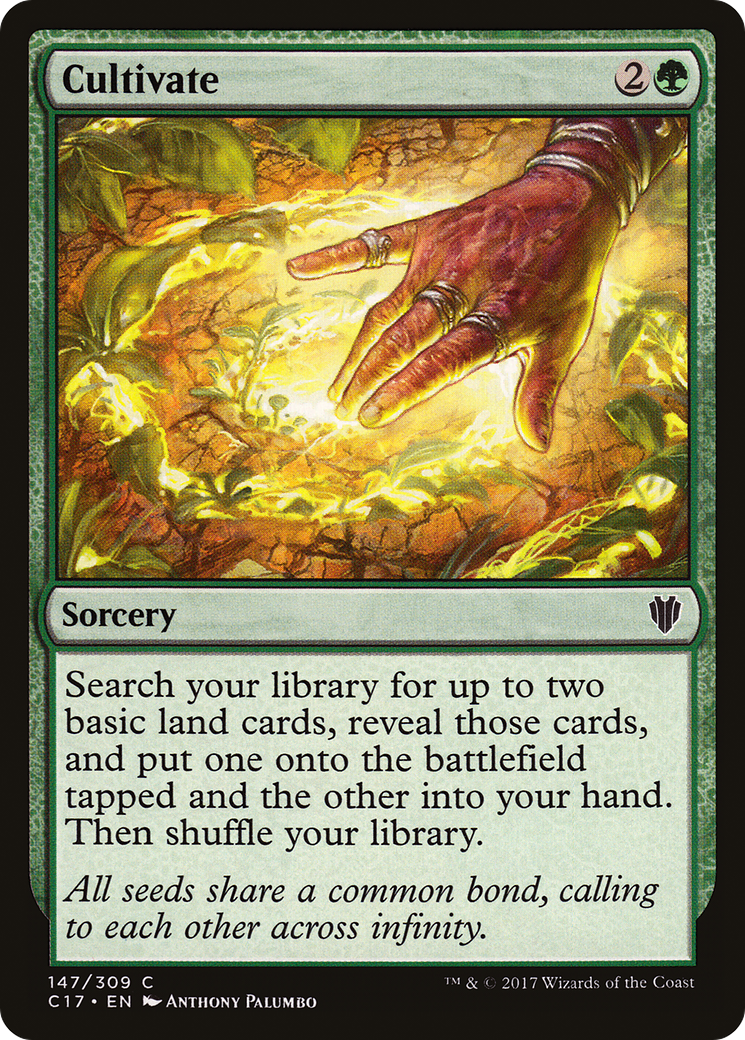 Cultivate 2
Sorcery
Search your library for up to two
basic land cards, reveal those cards,
and put one onto the battlefield
tapped and the other into your hand.
Then shuffle your library.
All seeds share a common bond, calling
to each other across infinity.
147/309 C ™ & © 2017 Wizards of the Coast
C17 • EN Anthony Palumbo